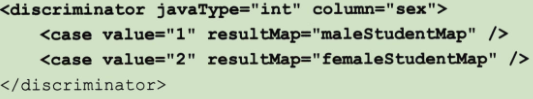 <discriminator javaType="int" column="sex">
    <case value="1" resultMap="maleStudentMap" />
    <case value="2" resultMap="femaleStudentMap" />
</discriminator>